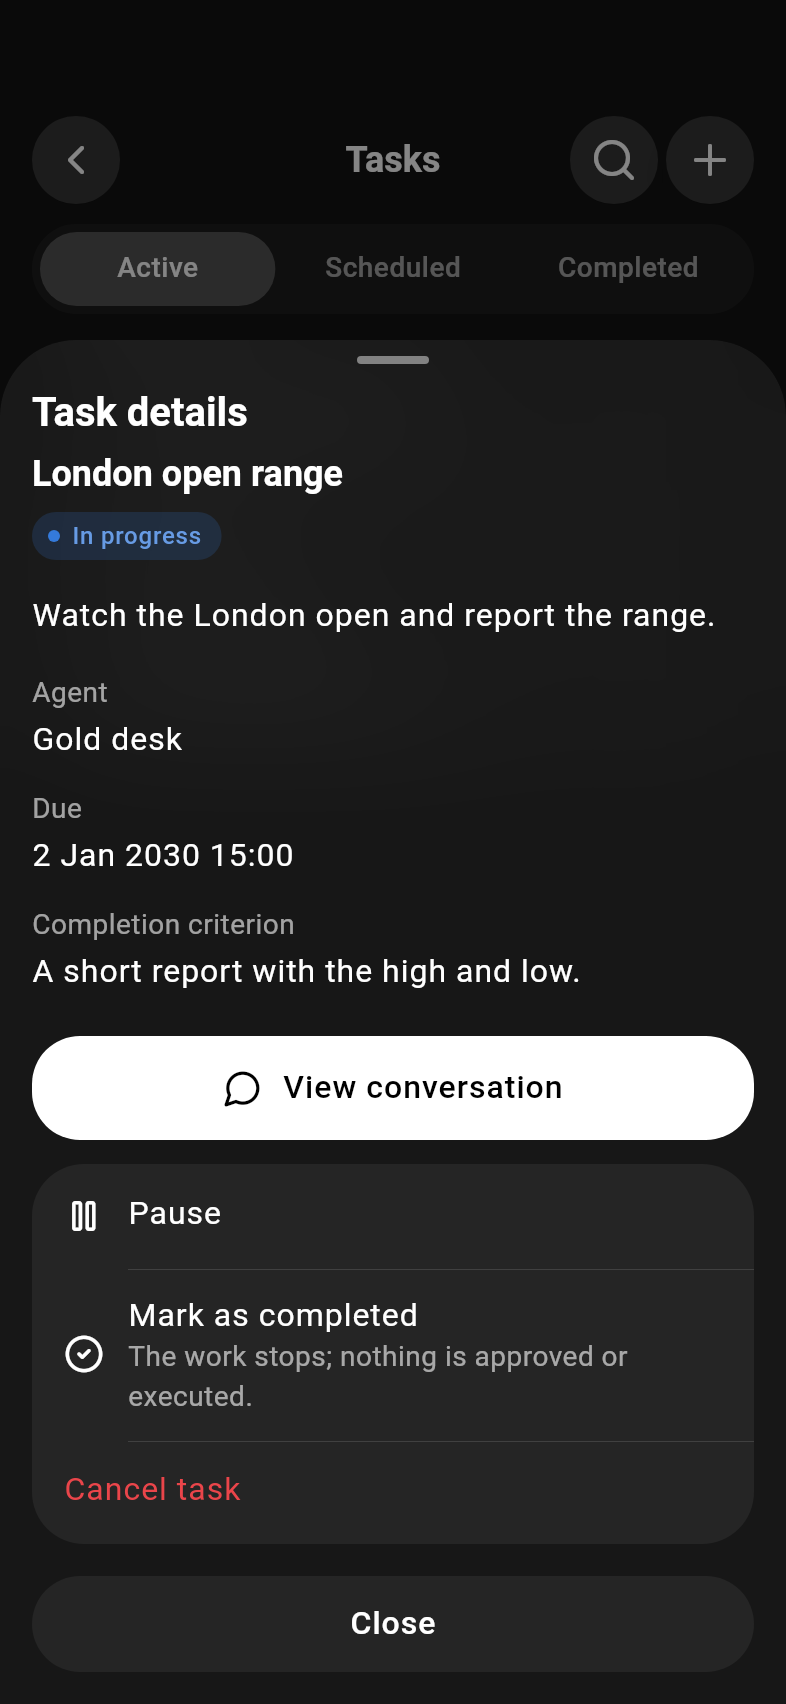 Tasks
Active
Scheduled
Completed
Task details
London open range
In progress
Watch the London open and report the range.
Agent
Gold desk
Due
2 Jan 2030 15:00
Completion criterion
A short report with the high and low.
View conversation
Pause
Mark as completed
The work stops; nothing is approved or
executed.
Cancel task
Close